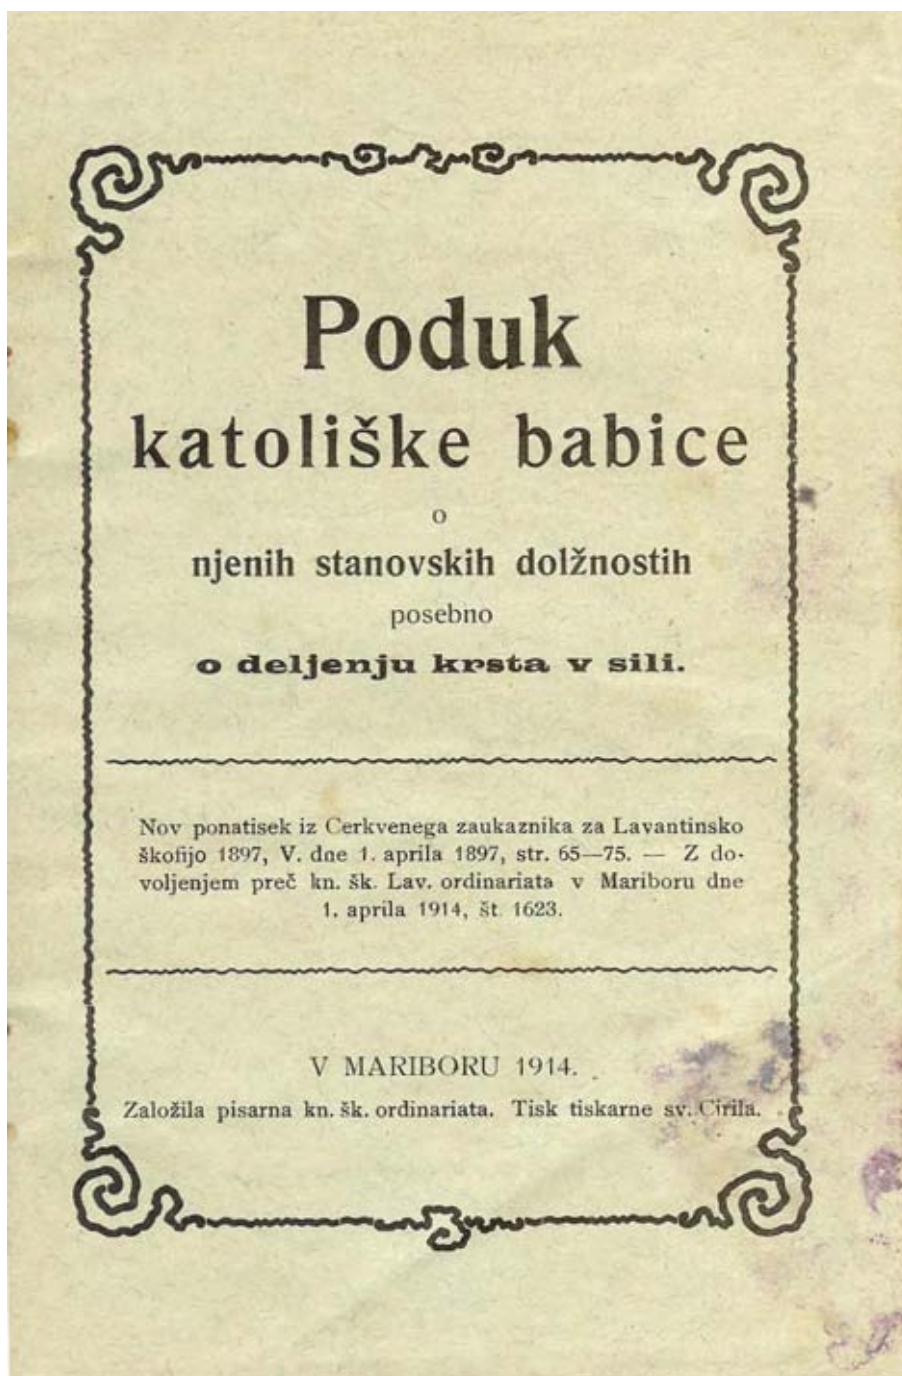 Poduk
katoliške babice
o
njenih stanovskih dolžnostih
posebno
o deljenju krsta v sili.
Nov ponatisek iz Cerkvenega zaukaznika za Lavantinsko
škofijo 1897, V. dne 1. aprila 1897, str. 65—75. — Z do-
voljenjem preč kn. šk. Lav. ordinariata v Mariboru dne
1. aprila 1914, št. 1623.
V MARIBORU 1914.
Založila pisarna kn. šk. ordinariata. Tisk tiskarne sv. Cirila.